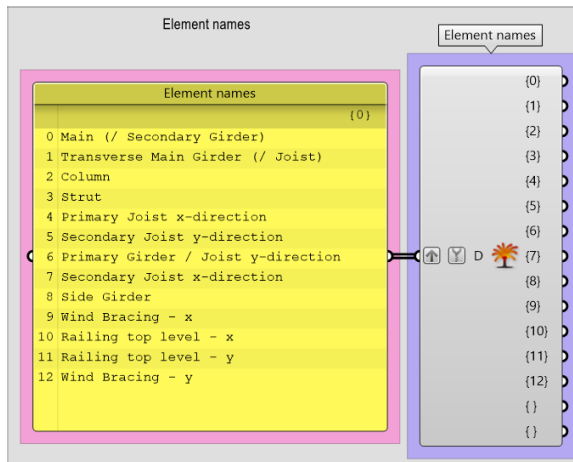 Element names
Element names
Element names
{0}
0 Main (/ Secondary Girder)
1 Transverse Main Girder (/ Joist)
2 Column
3 Strut
4 Primary Joist x-direction
5 Secondary Joist y-direction
6 Primary Girder / Joist y-direction
7 Secondary Joist x-direction
8 Side Girder
9 Wind Bracing - x
10 Railing top level - x
11 Railing top level - y
12 Wind Bracing - y
D
{0}
{1}
{2}
{3}
{4}
{5}
{6}
{7}
{8}
{9}
{10}
{11}
{12}
{ }
{ }